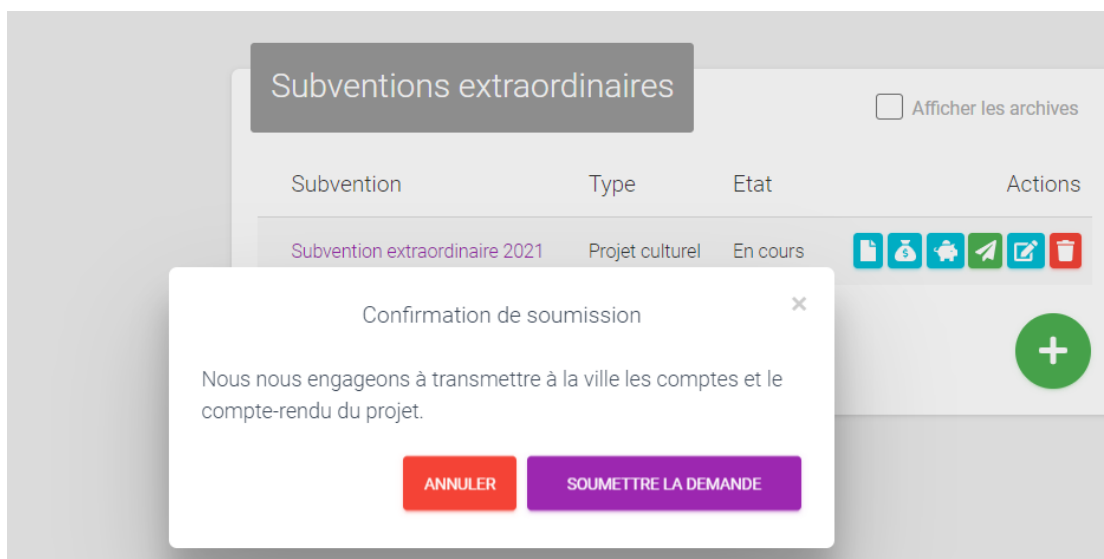 Subventions extraordinaires
Afficher les archives
Subvention Type Etat Actions
Subvention extraordinaire 2021 Projet culturel En cours
Confirmation de soumission
Nous nous engageons à transmettre à la ville les comptes et le
compte-rendu du projet.
ANNULER SOUMETTRE LA DEMANDE